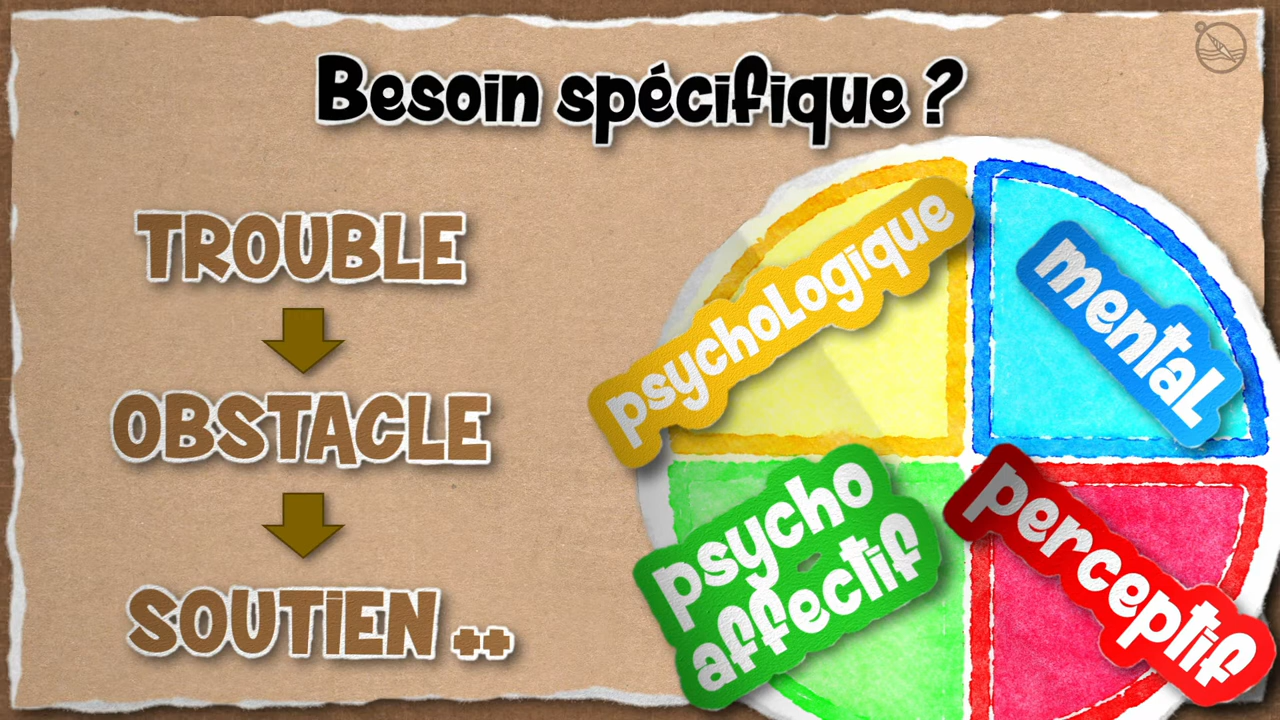 Besoin spécifique ?
TROUBLE
OBSTACLE
SOUTIEN ++
psychologique
mental
psycho
affectif
perceptif